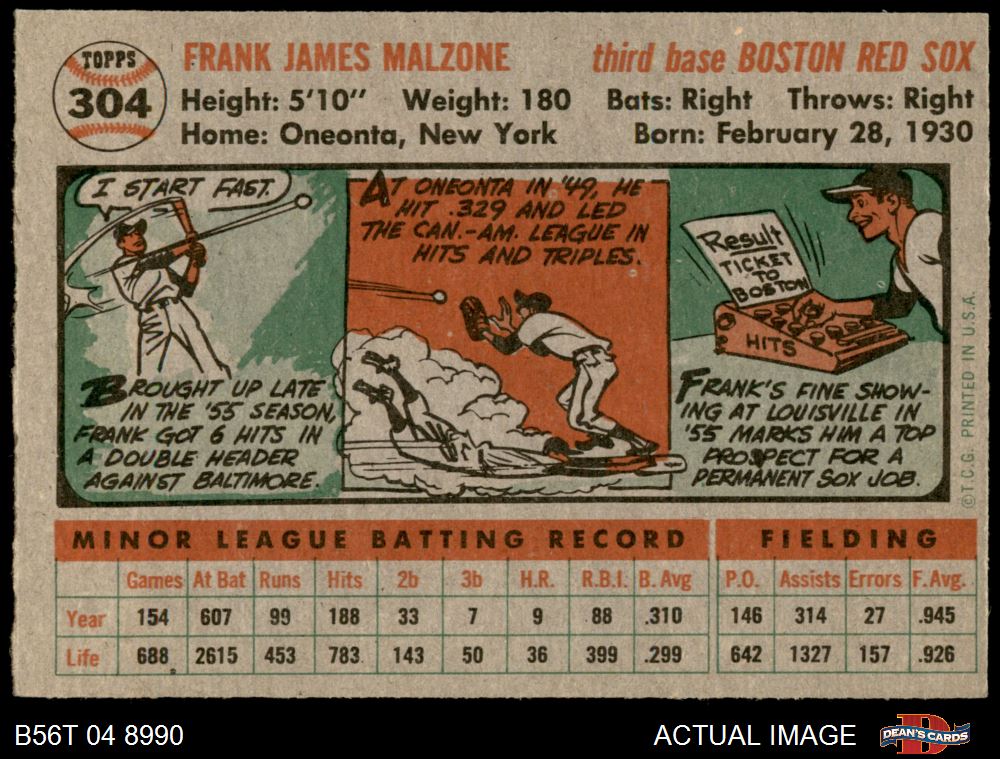 TOPPS
304
FRANK JAMES MALZONE third base BOSTON RED SOX
Height: 5'10" Weight: 180 Bats: Right Throws: Right
Home: Oneonta, New York Born: February 28, 1930
I START FAST.
BROUGHT UP LATE
IN THE '55 SEASON,
FRANK GOT 6 HITS IN
A DOUBLE HEADER
AGAINST BALTIMORE.
AT ONEONTA IN '49, HE
HIT .329 AND LED
THE CAN.-AM. LEAGUE IN
HITS AND TRIPLES.
Result
TICKET
TO
BOSTON
HITS
FRANK'S FINE SHOW-
ING AT LOUISVILLE IN
'55 MARKS HIM A TOP
PROSPECT FOR A
PERMANENT SOX JOB.
© T.C.G. PRINTED IN U.S.A.
MINOR LEAGUE BATTING RECORD FIELDING
Games At Bat Runs Hits 2b 3b H.R. R.B.I. B. Avg P.O. Assists Errors F. Avg.
Year 154 607 99 188 33 7 9 88 .310 146 314 27 .945
Life 688 2615 453 783 143 50 36 399 .299 642 1327 157 .926
B56T 04 8990 ACTUAL IMAGE DEAN'S CARDS